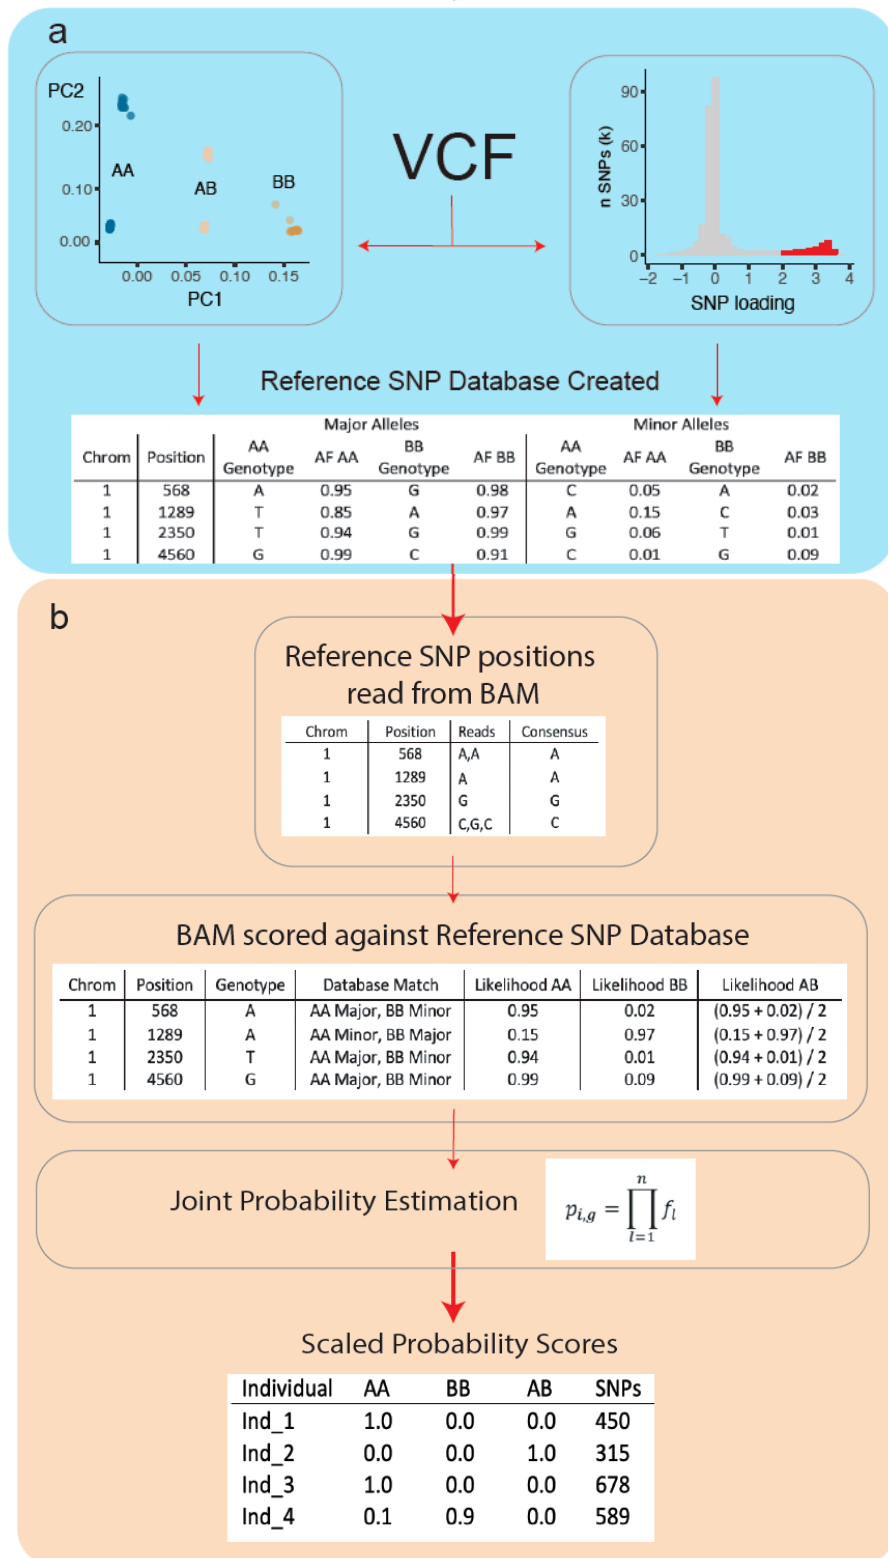 a
PC2
0.20
0.10
0.00
AA
AB
BB
0.00 0.05 0.10 0.15
PC1
VCF
n SNPs (k)
90
60
30
0
−2 −1 0 1 2 3 4
SNP loading
Reference SNP Database Created
Major Alleles Minor Alleles
Chrom Position AA Genotype AF AA BB Genotype AF BB AA Genotype AF AA BB Genotype AF BB
1 568 A 0.95 G 0.98 C 0.05 A 0.02
1 1289 T 0.85 A 0.97 A 0.15 C 0.03
1 2350 T 0.94 G 0.99 G 0.06 T 0.01
1 4560 G 0.99 C 0.91 C 0.01 G 0.09
b
Reference SNP positions
read from BAM
Chrom Position Reads Consensus
1 568 A,A A
1 1289 A A
1 2350 G G
1 4560 C,G,C C
BAM scored against Reference SNP Database
Chrom Position Genotype Database Match Likelihood AA Likelihood BB Likelihood AB
1 568 A AA Major, BB Minor 0.95 0.02 (0.95 + 0.02) / 2
1 1289 A AA Minor, BB Major 0.15 0.97 (0.15 + 0.97) / 2
1 2350 T AA Major, BB Minor 0.94 0.01 (0.94 + 0.01) / 2
1 4560 G AA Major, BB Minor 0.99 0.09 (0.99 + 0.09) / 2
Joint Probability Estimation
p_{i,g} = ∏_{l=1}^{n} f_l
Scaled Probability Scores
Individual AA BB AB SNPs
Ind_1 1.0 0.0 0.0 450
Ind_2 0.0 0.0 1.0 315
Ind_3 1.0 0.0 0.0 678
Ind_4 0.1 0.9 0.0 589